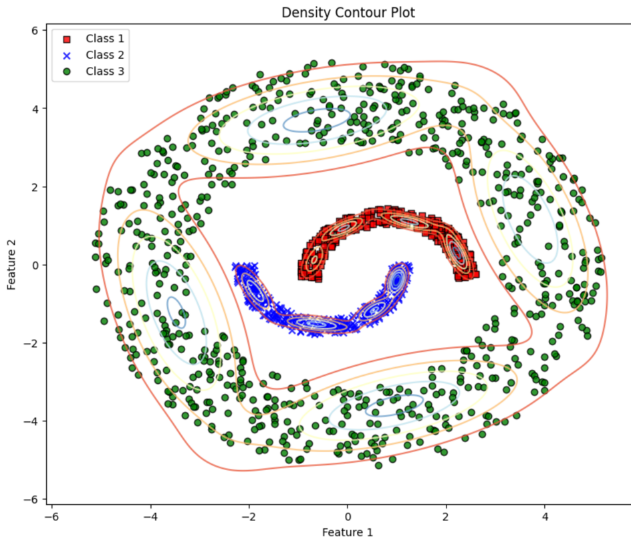 Density Contour Plot
Class 1
Class 2
Class 3
6
4
2
0
−2
−4
−6
Feature 2
−6
−4
−2
0
2
4
Feature 1